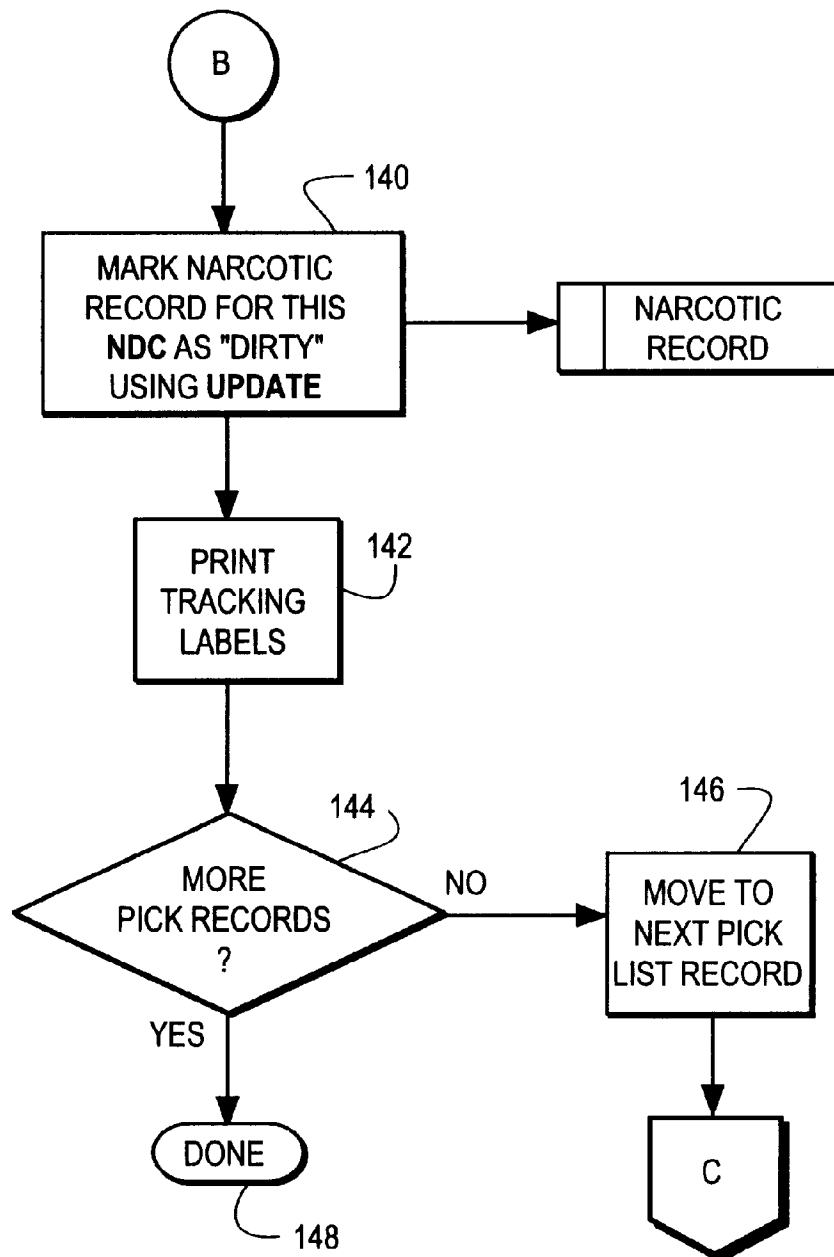 B
140
MARK NARCOTIC
RECORD FOR THIS
NDC AS "DIRTY"
USING UPDATE
NARCOTIC
RECORD
PRINT
TRACKING
LABELS
142
144
MORE
PICK RECORDS
?
NO
YES
146
MOVE TO
NEXT PICK
LIST RECORD
DONE
148
C